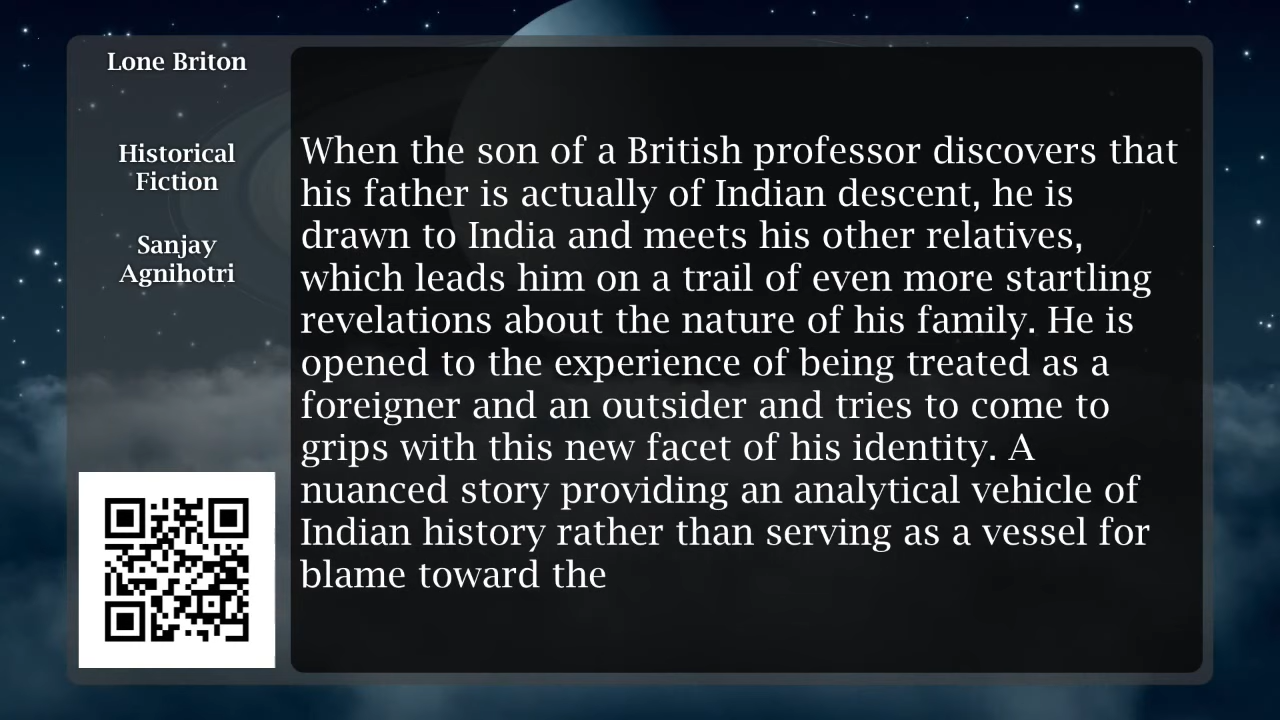 Lone Briton
Historical
Fiction
Sanjay
Agnihotri
When the son of a British professor discovers that
his father is actually of Indian descent, he is
drawn to India and meets his other relatives,
which leads him on a trail of even more startling
revelations about the nature of his family. He is
opened to the experience of being treated as a
foreigner and an outsider and tries to come to
grips with this new facet of his identity. A
nuanced story providing an analytical vehicle of
Indian history rather than serving as a vessel for
blame toward the